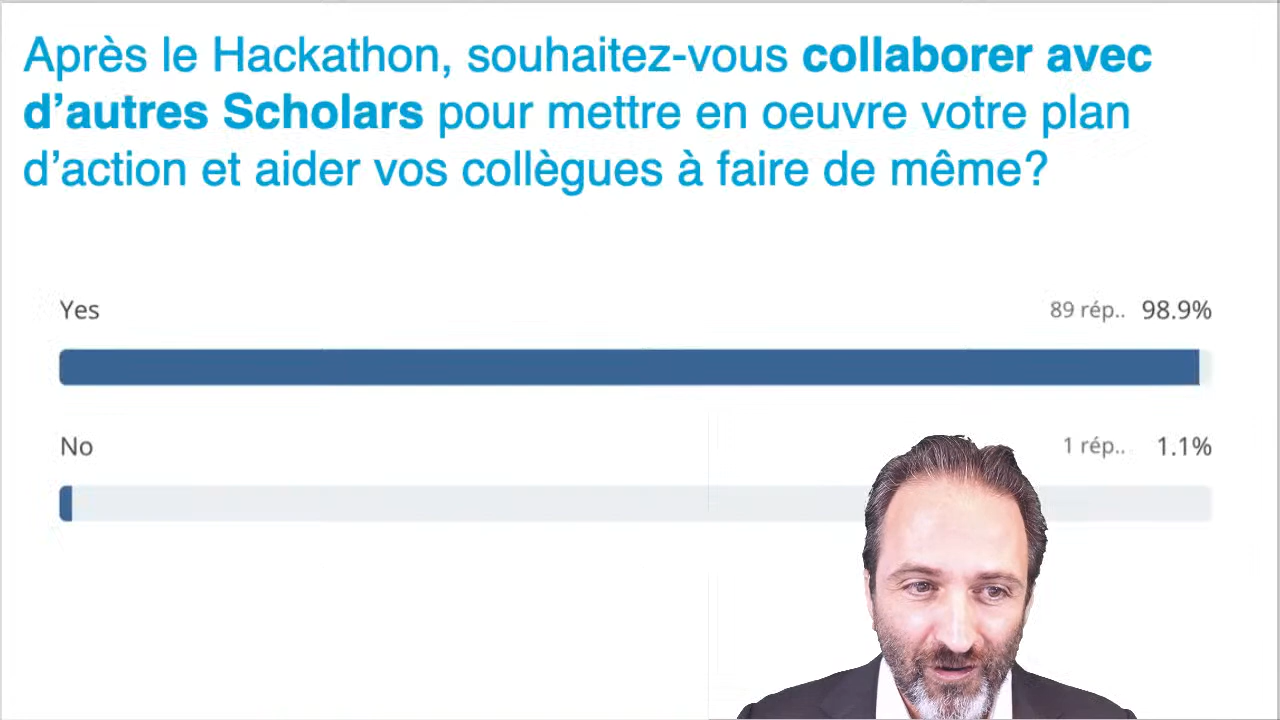 Après le Hackathon, souhaitez-vous collaborer avec
d’autres Scholars pour mettre en oeuvre votre plan
d’action et aider vos collègues à faire de même?
Yes 89 rép.. 98.9%
No 1 rép.. 1.1%